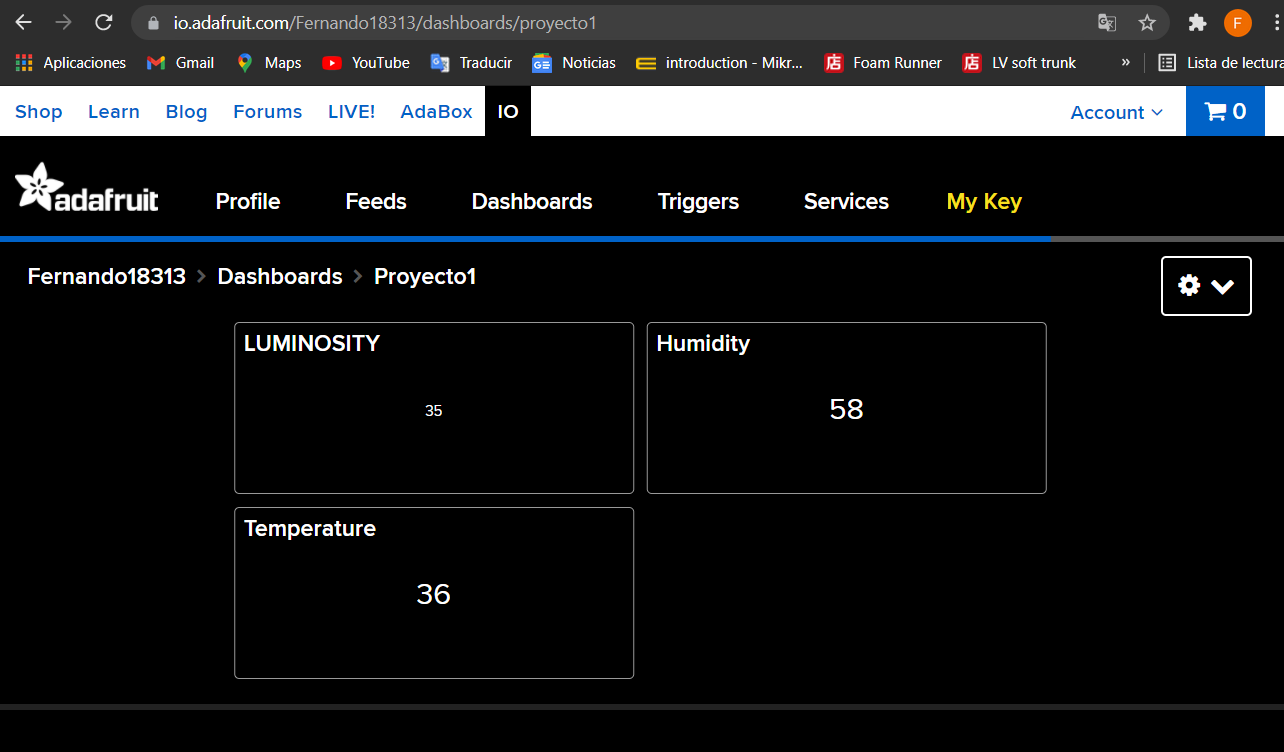 io.adafruit.com/Fernando18313/dashboards/proyecto1
F
Aplicaciones Gmail Maps YouTube Traducir Noticias introduction - Mikr... Foam Runner LV soft trunk » Lista de lectura
Shop Learn Blog Forums LIVE! AdaBox IO Account 0
adafruit Profile Feeds Dashboards Triggers Services My Key
Fernando18313 > Dashboards > Proyecto1
LUMINOSITY
35
Humidity
58
Temperature
36